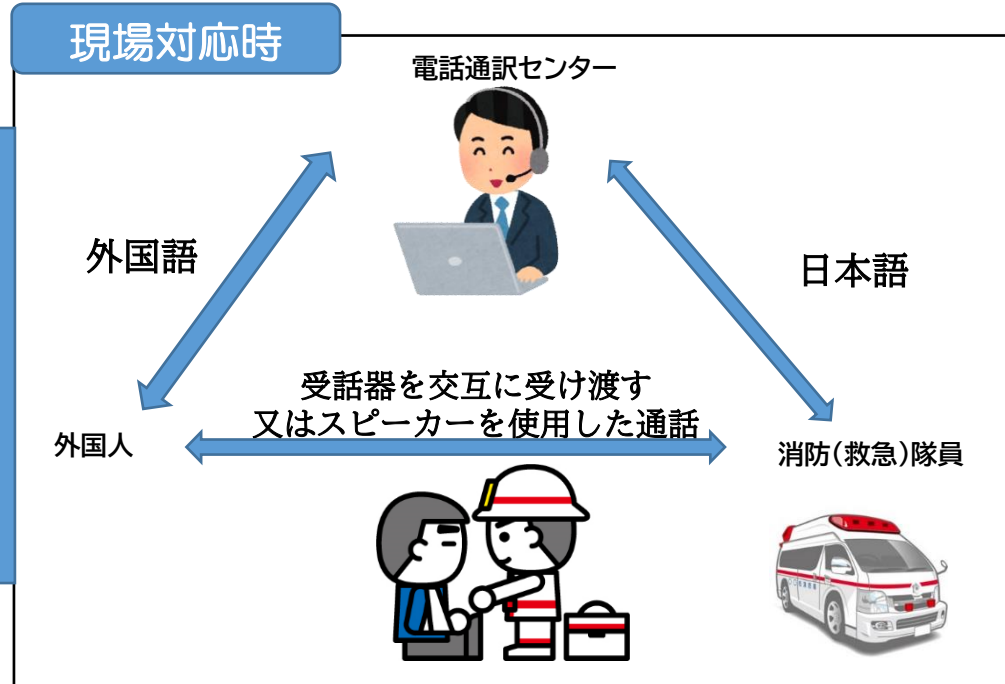 現場対応時
電話通訳センター
外国語
日本語
受話器を交互に受け渡す
又はスピーカーを使用した通話
外国人
消防(救急)隊員